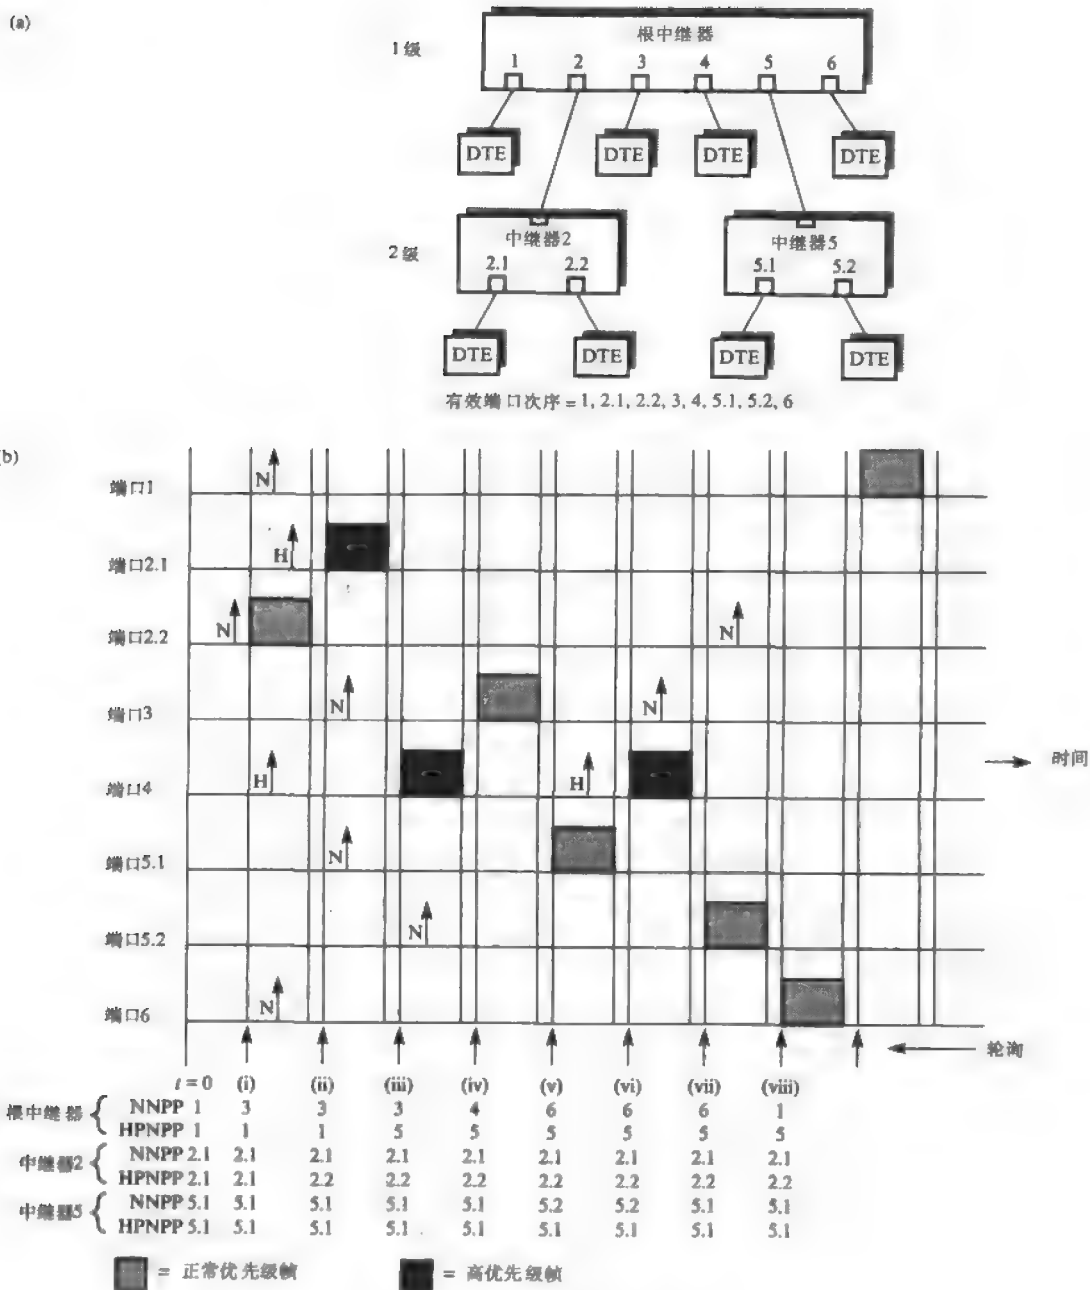 (a)
1级
根中继器
1 2 3 4 5 6
DTE DTE DTE DTE
2级
中继器2
2.1 2.2
中继器5
5.1 5.2
DTE DTE DTE DTE
有效端口次序 = 1, 2.1, 2.2, 3, 4, 5.1, 5.2, 6
(b)
端口1 N
端口2.1 H
端口2.2 N N
端口3 N N
端口4 H H
时间
端口5.1 N
端口5.2 N
端口6 N
轮询
t = 0 (i) (ii) (iii) (iv) (v) (vi) (vii) (viii)
根中继器
NNPP 1 3 3 3 4 6 6 6 1
HPNPP 1 1 1 5 5 5 5 5 5
中继器2
NNPP 2.1 2.1 2.1 2.1 2.1 2.1 2.1 2.1 2.1
HPNPP 2.1 2.1 2.2 2.2 2.2 2.2 2.2 2.2 2.2
中继器5
NNPP 5.1 5.1 5.1 5.1 5.1 5.2 5.2 5.1 5.1
HPNPP 5.1 5.1 5.1 5.1 5.1 5.1 5.1 5.1 5.1
= 正常优先级帧
= 高优先级帧